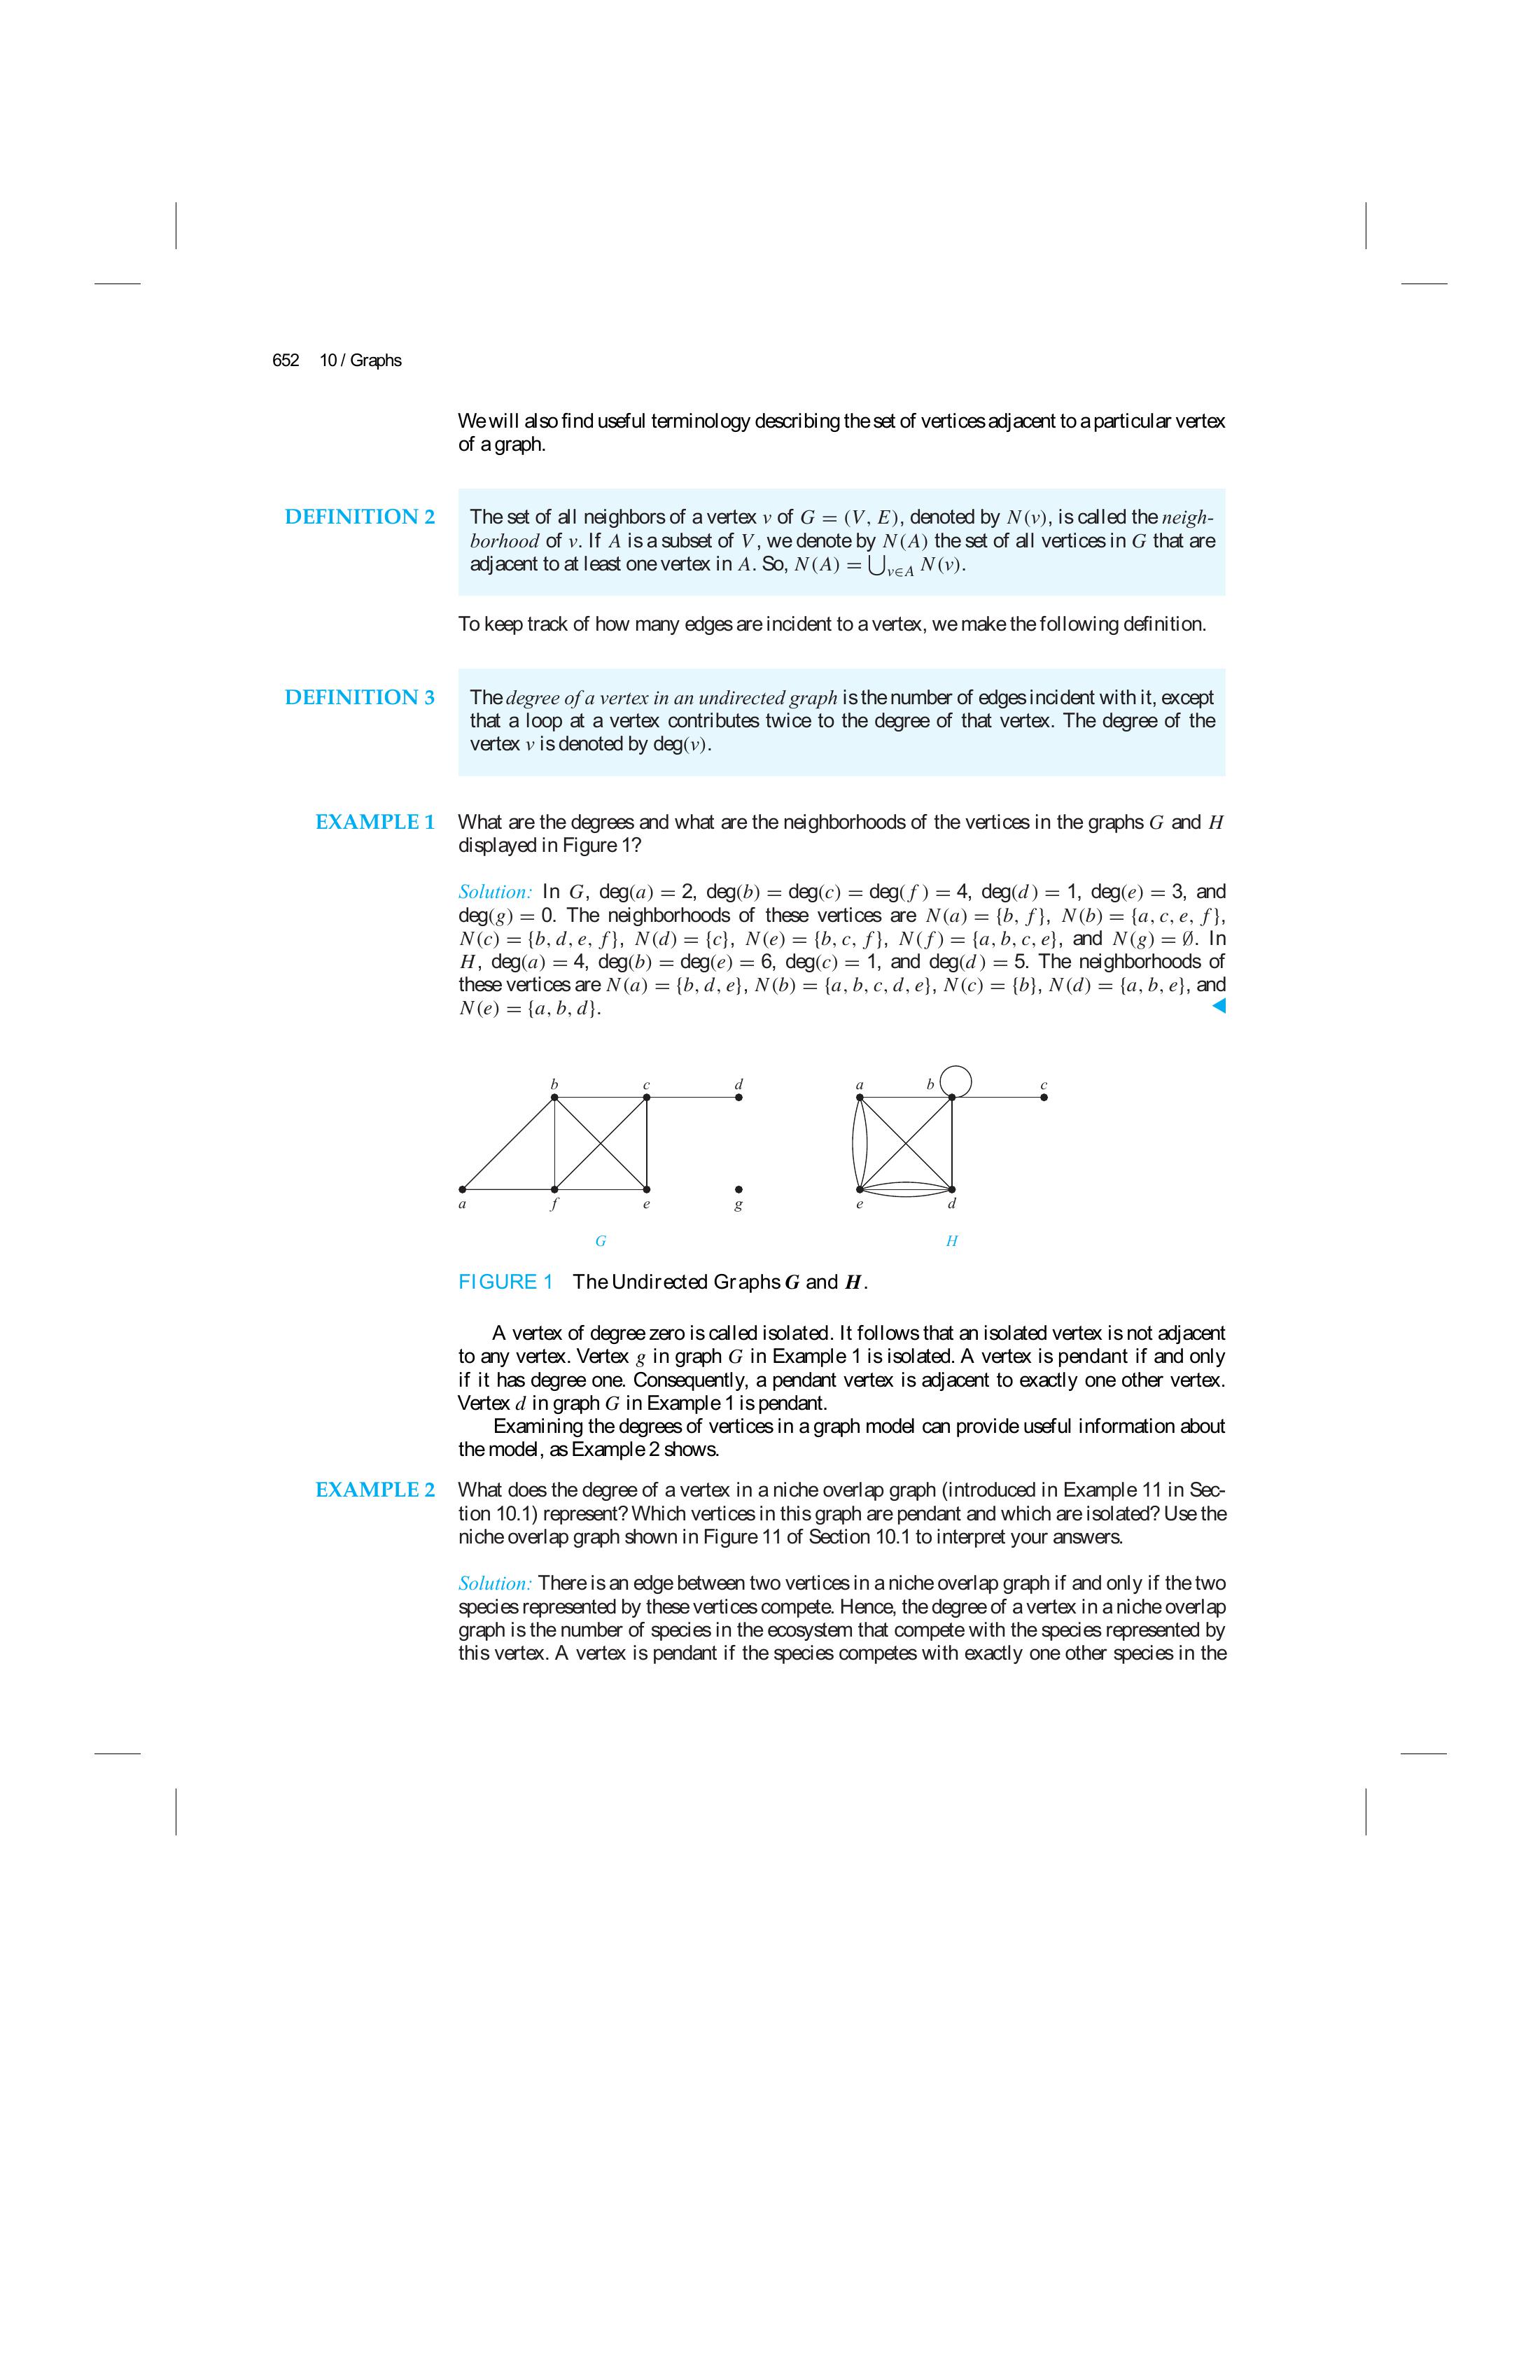 652 10 / Graphs
We will also find useful terminology describing the set of vertices adjacent to a particular vertex
of a graph.
DEFINITION 2 The set of all neighbors of a vertex v of G = (V, E), denoted by N(v), is called the neigh-
borhood of v. If A is a subset of V, we denote by N(A) the set of all vertices in G that are
adjacent to at least one vertex in A. So, N(A) = ⋃v∈A N(v).
To keep track of how many edges are incident to a vertex, we make the following definition.
DEFINITION 3 The degree of a vertex in an undirected graph is the number of edges incident with it, except
that a loop at a vertex contributes twice to the degree of that vertex. The degree of the
vertex v is denoted by deg(v).
EXAMPLE 1 What are the degrees and what are the neighborhoods of the vertices in the graphs G and H
displayed in Figure 1?
Solution: In G, deg(a) = 2, deg(b) = deg(c) = deg(f) = 4, deg(d) = 1, deg(e) = 3, and
deg(g) = 0. The neighborhoods of these vertices are N(a) = {b, f}, N(b) = {a, c, e, f},
N(c) = {b, d, e, f}, N(d) = {c}, N(e) = {b, c, f}, N(f) = {a, b, c, e}, and N(g) = ∅. In
H, deg(a) = 4, deg(b) = deg(e) = 6, deg(c) = 1, and deg(d) = 5. The neighborhoods of
these vertices are N(a) = {b, d, e}, N(b) = {a, b, c, d, e}, N(c) = {b}, N(d) = {a, b, e}, and
N(e) = {a, b, d}.
b c d a b c
a f e g e d
G H
FIGURE 1 The Undirected Graphs G and H.
A vertex of degree zero is called isolated. It follows that an isolated vertex is not adjacent
to any vertex. Vertex g in graph G in Example 1 is isolated. A vertex is pendant if and only
if it has degree one. Consequently, a pendant vertex is adjacent to exactly one other vertex.
Vertex d in graph G in Example 1 is pendant.
Examining the degrees of vertices in a graph model can provide useful information about
the model, as Example 2 shows.
EXAMPLE 2 What does the degree of a vertex in a niche overlap graph (introduced in Example 11 in Sec-
tion 10.1) represent? Which vertices in this graph are pendant and which are isolated? Use the
niche overlap graph shown in Figure 11 of Section 10.1 to interpret your answers.
Solution: There is an edge between two vertices in a niche overlap graph if and only if the two
species represented by these vertices compete. Hence, the degree of a vertex in a niche overlap
graph is the number of species in the ecosystem that compete with the species represented by
this vertex. A vertex is pendant if the species competes with exactly one other species in the